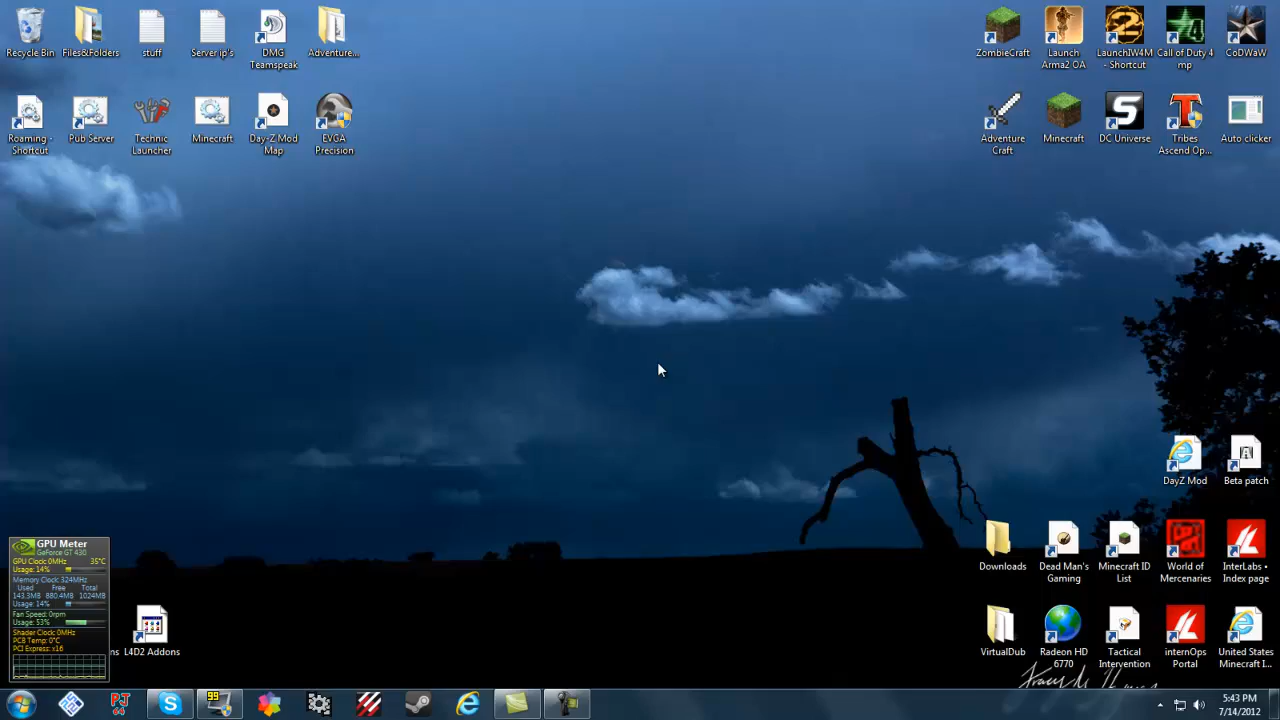 Recycle Bin
Files&Folders
stuff
Server ip's
DMG
Teamspeak
Adventure...
ZombieCraft
Launch
Arma2 OA
LaunchIW4M
- Shortcut
Call of Duty 4
mp
CoDWaW
Roaming -
Shortcut
Pub Server
Technic
Launcher
Minecraft
Day-Z Mod
Map
EVGA
Precision
Adventure
Craft
Minecraft
DC Universe
Tribes
Ascend Op...
Auto clicker
DayZ Mod
Beta patch
Downloads
Dead Man's
Gaming
Minecraft ID
List
World of
Mercenaries
InterLabs •
Index page
GPU Meter
GeForce GT 430
GPU Clock: 0MHz 35°C
Usage: 14%
Memory Clock: 324MHz
Used Free Total
143.3MB 880.4MB 1024MB
Usage: 14%
Fan Speed: 0rpm
Usage: 53%
Shader Clock: 0MHz
PCB Temp: 0°C
PCI Express: x16
ns
L4D2 Addons
VirtualDub
Radeon HD
6770
Tactical
Intervention
internOps
Portal
United States
Minecraft I...
PJ
64
99
5:43 PM
7/14/2012